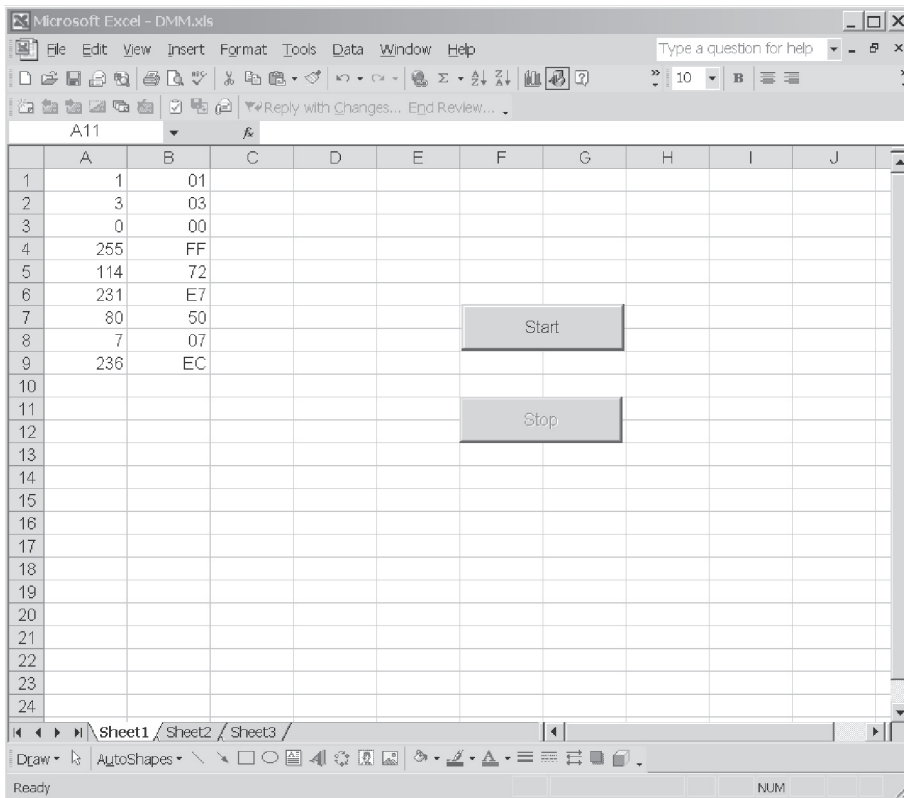 Microsoft Excel - DMM.xls
File Edit View Insert Format Tools Data Window Help Type a question for help
10 B
Reply with Changes... End Review...
A11 fx
A B C D E F G H I J
1 1 01
2 3 03
3 0 00
4 255 FF
5 114 72
6 231 E7
7 80 50
Start
8 7 07
9 236 EC
10
11
Stop
12
13
14
15
16
17
18
19
20
21
22
23
24
Sheet1 Sheet2 Sheet3
Draw AutoShapes
Ready NUM